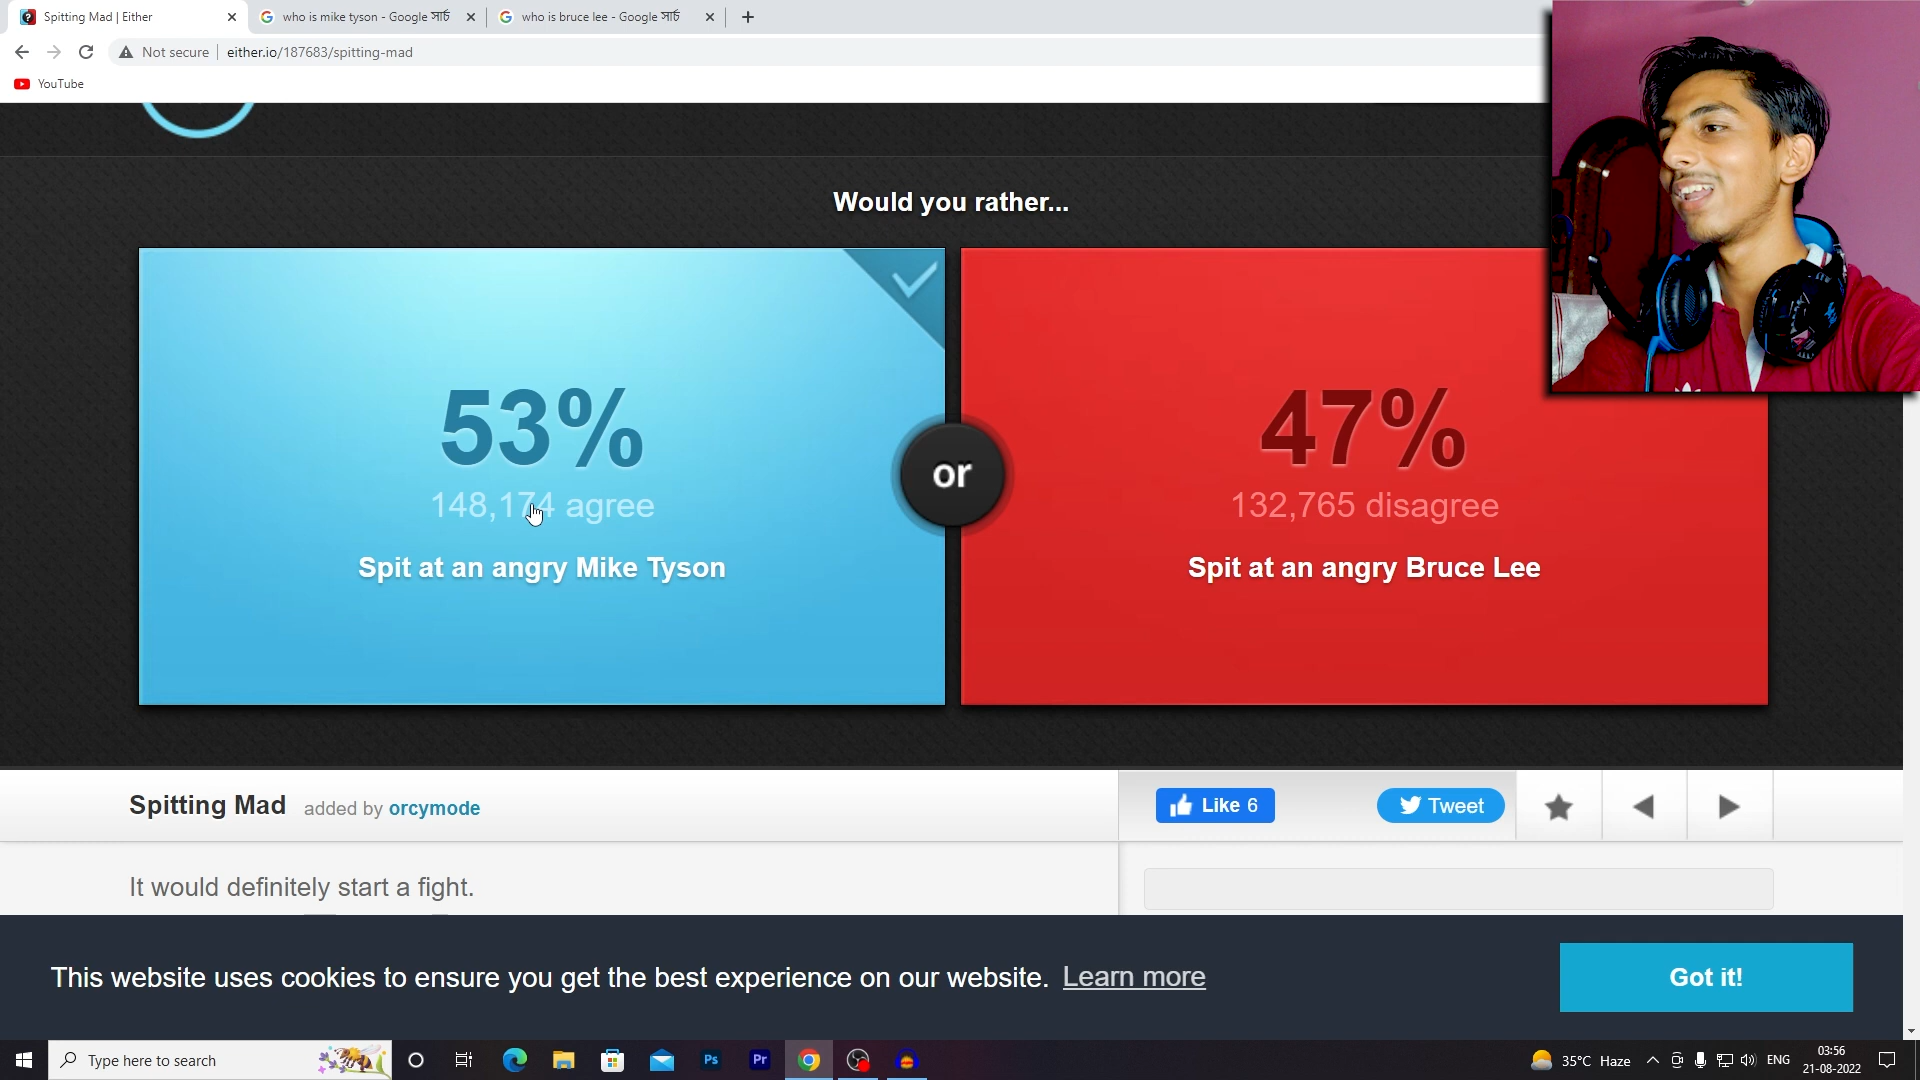 Spitting Mad | Either
who is mike tyson - Google সার্চ
who is bruce lee - Google সার্চ
Not secure
either.io/187683/spitting-mad
YouTube
Would you rather...
53%
148,174 agree
Spit at an angry Mike Tyson
or
47%
132,765 disagree
Spit at an angry Bruce Lee
Spitting Mad added by orcymode
Like 6
Tweet
It would definitely start a fight.
This website uses cookies to ensure you get the best experience on our website. Learn more
Got it!
Type here to search
Ps
Pr
35°C Haze
ENG
03:56
21-08-2022